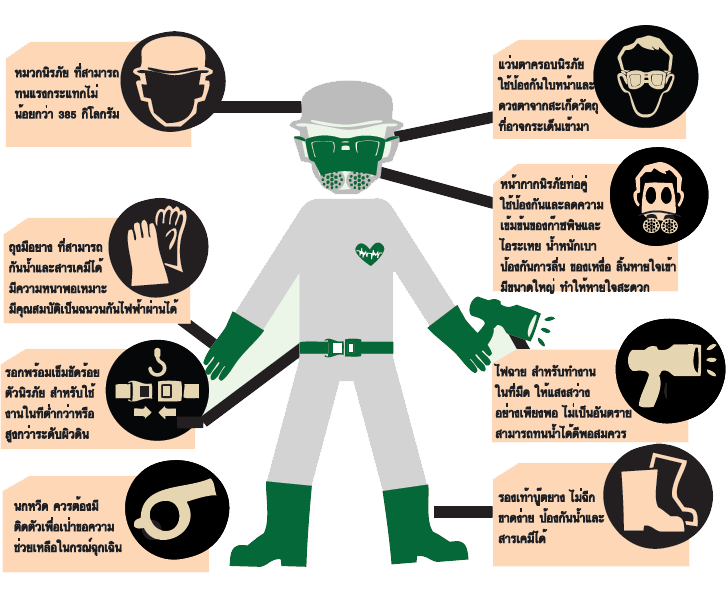 หมวกนิรภัย ที่สามารถ
ทนแรงกระแทกไม่
น้อยกว่า 385 กิโลกรัม
แว่นตาครอบนิรภัย
ใช้ป้องกันใบหน้าและ
ดวงตาจากสะเก็ดวัตถุ
ที่อาจกระเด็นเข้ามา
หน้ากากนิรภัยท่อคู่
ใช้ป้องกันและลดความ
เข้มข้นของก๊าซพิษและ
ไอระเหย น้ำหนักเบา
ป้องกันการลื่น ของเหงื่อ ลิ้นหายใจเข้า
มีขนาดใหญ่ ทำให้หายใจสะดวก
ถุงมือยาง ที่สามารถ
กันน้ำและสารเคมีได้
มีความหนาพอเหมาะ
มีคุณสมบัติเป็นฉนวนกันไฟฟ้าผ่านได้
รอกพร้อมเข็มขัดร้อย
ตัวนิรภัย สำหรับใช้
งานในที่ต่ำกว่าหรือ
สูงกว่าระดับผิวดิน
ไฟฉาย สำหรับทำงาน
ในที่มืด ให้แสงสว่าง
อย่างเพียงพอ ไม่เป็นอันตราย
สามารถทนน้ำได้ดีพอสมควร
นกหวีด ควรต้องมี
ติดตัวเพื่อเป่าขอความ
ช่วยเหลือในกรณ์ฉุกเฉิน
รองเท้าบู๊ตยาง ไม่ฉีก
ขาดง่าย ป้องกันน้ำและ
สารเคมีได้